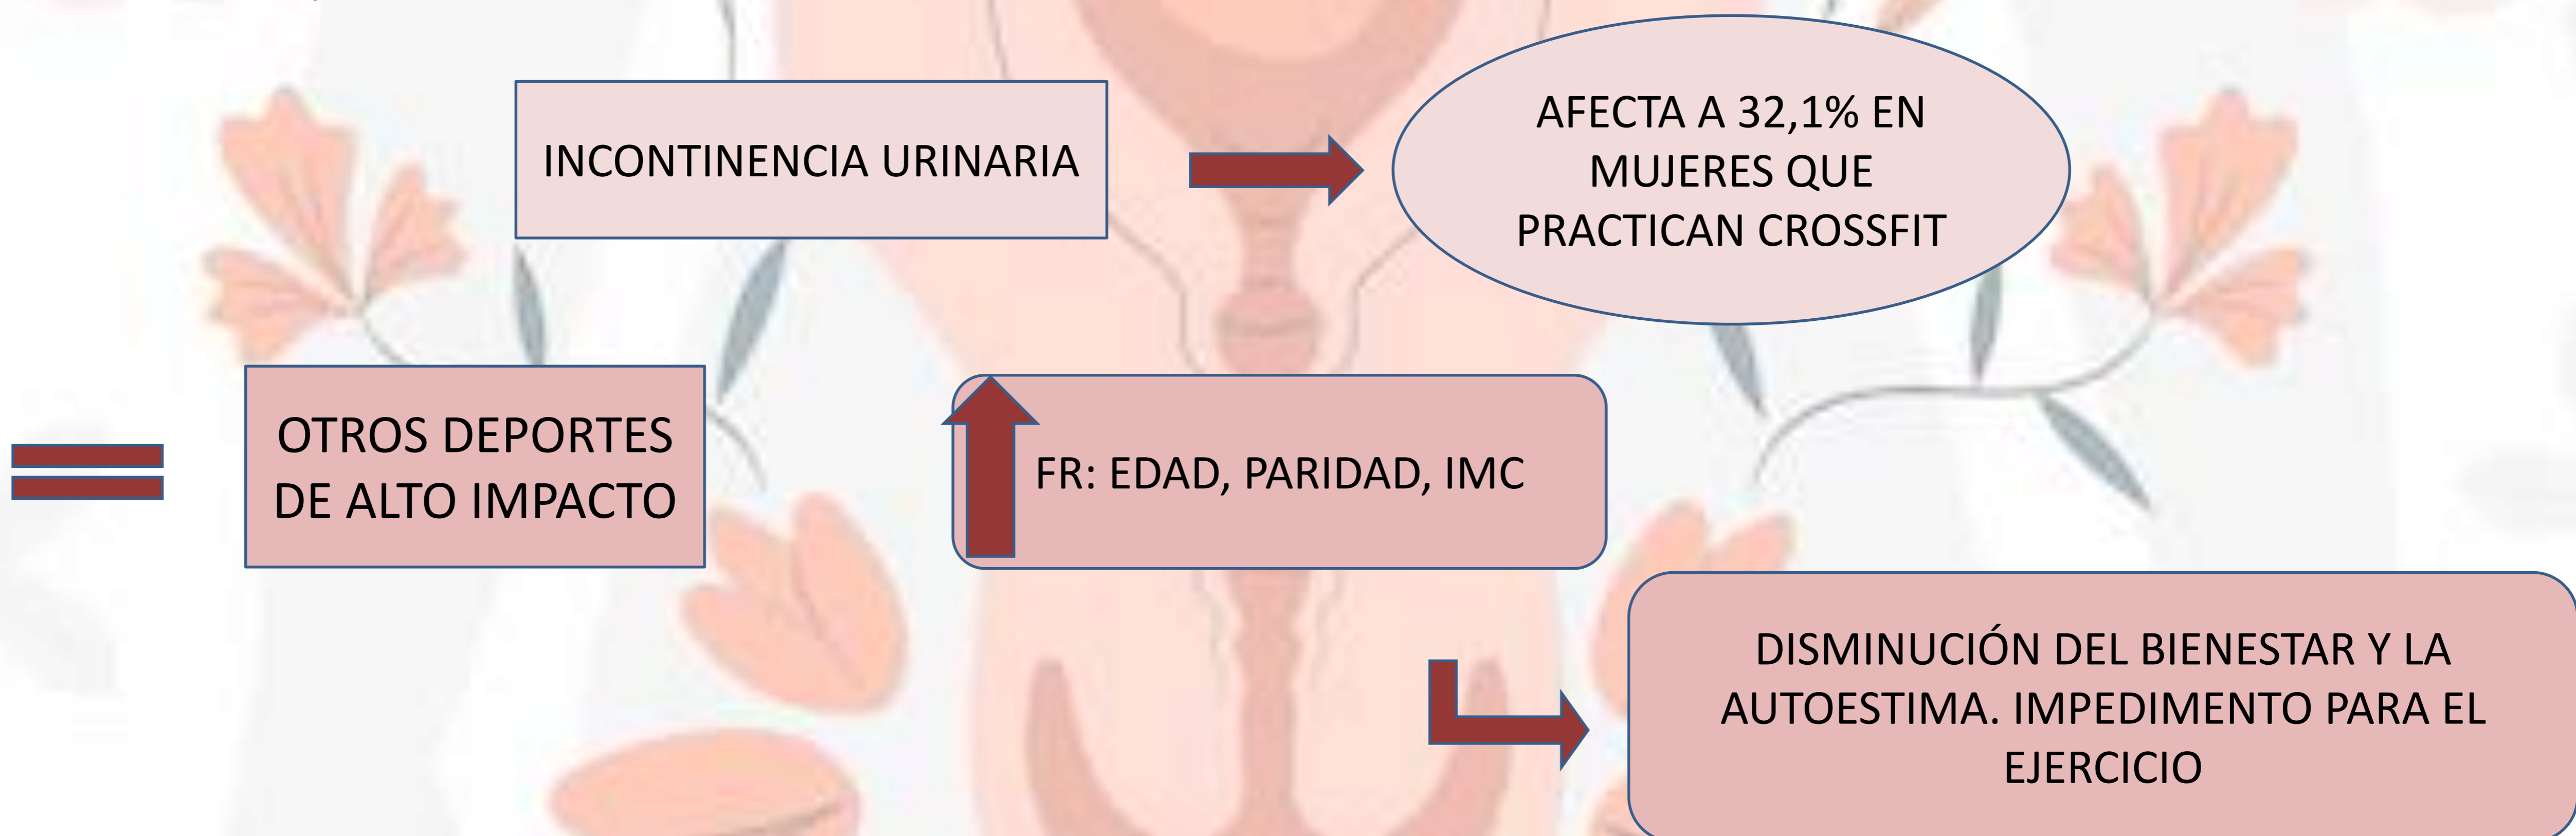 INCONTINENCIA URINARIA
AFECTA A 32,1% EN
MUJERES QUE
PRACTICAN CROSSFIT
OTROS DEPORTES
DE ALTO IMPACTO
FR: EDAD, PARIDAD, IMC
DISMINUCIÓN DEL BIENESTAR Y LA
AUTOESTIMA. IMPEDIMENTO PARA EL
EJERCICIO